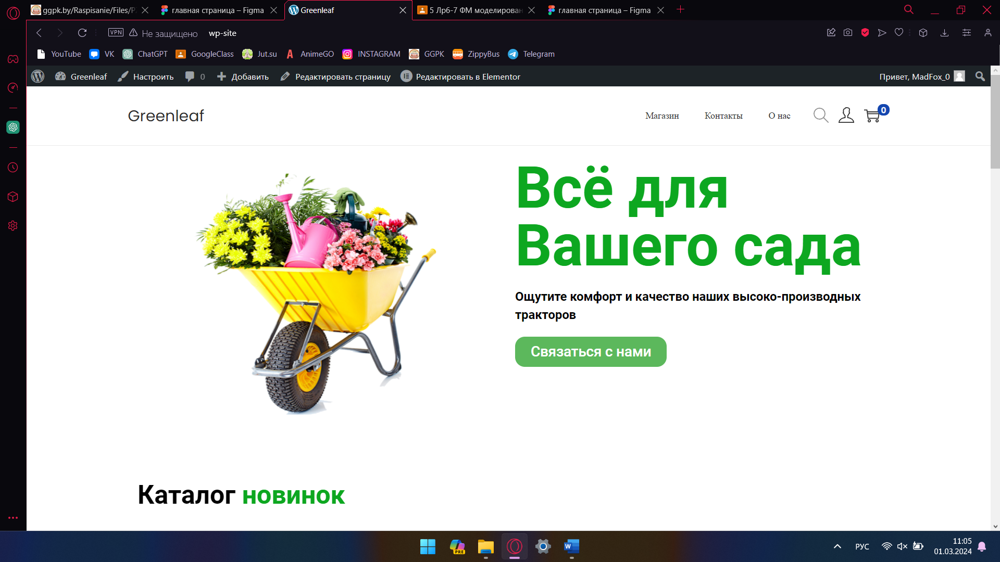 ggpk.by/Raspisanie/Files/P
главная страница – Figma
Greenleaf
5 Лр6-7 ФМ моделирован
главная страница – Figma
VPN
Не защищено
wp-site
YouTube
VK
ChatGPT
GoogleClass
Jut.su
AnimeGO
INSTAGRAM
GGPK
ZippyBus
Telegram
Greenleaf
Настроить
0
Добавить
Редактировать страницу
Редактировать в Elementor
Привет, MadFox_0
Greenleaf
Магазин
Контакты
О нас
0
Всё для
Вашего сада
Ощутите комфорт и качество наших высоко-производных
тракторов
Связаться с нами
Каталог новинок
PRE
W
РУС
11:05
01.03.2024